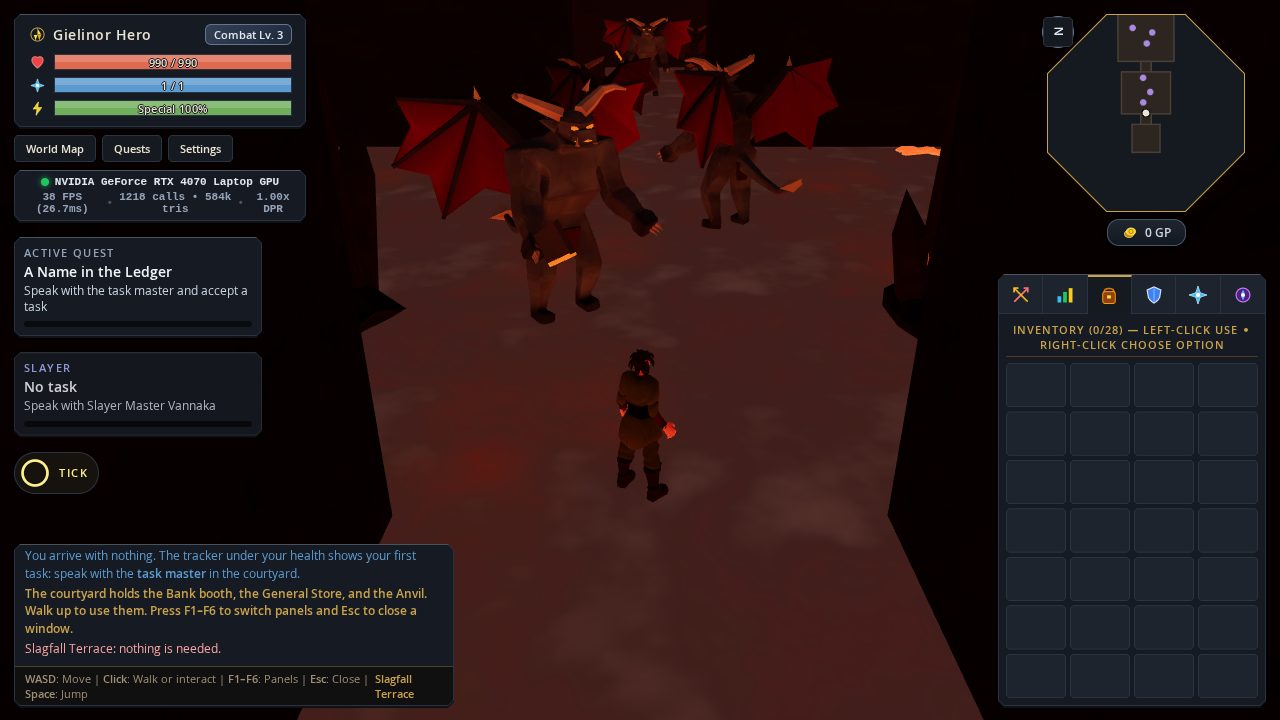 Gielinor Hero
Combat Lv. 3
990 / 990
1 / 1
Special 100%
World Map
Quests
Settings
NVIDIA GeForce RTX 4070 Laptop GPU
38 FPS • 1218 calls • 584k • 1.00x
(26.7ms) tris DPR
ACTIVE QUEST
A Name in the Ledger
Speak with the task master and accept a
task
SLAYER
No task
Speak with Slayer Master Vannaka
TICK
You arrive with nothing. The tracker under your health shows your first
task: speak with the task master in the courtyard.
The courtyard holds the Bank booth, the General Store, and the Anvil.
Walk up to use them. Press F1–F6 to switch panels and Esc to close a
window.
Slagfall Terrace: nothing is needed.
WASD: Move | Click: Walk or interact | F1–F6: Panels | Esc: Close |
Space: Jump
Slagfall
Terrace
N
0 GP
INVENTORY (0/28) — LEFT-CLICK USE •
RIGHT-CLICK CHOOSE OPTION